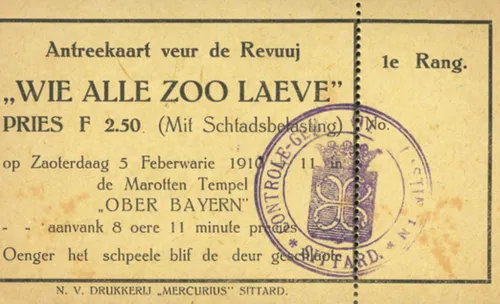 Antreekaart veur de Revuuj
1e Rang.
„WIE ALLE ZOO LAEVE”
PRIES F 2.50. (Mit Schtadsbelasting) No.
op Zaoterdaag 5 Feberwarie 1910 11 in
de Marotten Tempel
„OBER BAYERN”
- - aanvank 8 oere 11 minute precies
Oenger het schpeele blif de deur geschlote
N. V. DRUKKERIJ „MERCURIUS” SITTARD.
SITTARD.